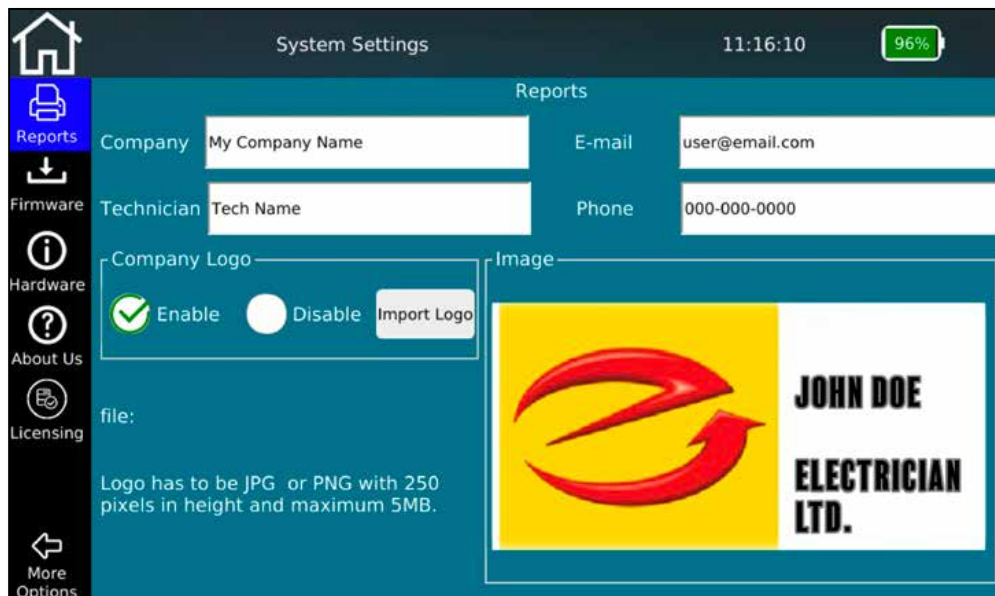 System Settings
11:16:10
96%
Reports
Reports
Company
My Company Name
E-mail
user@email.com
Firmware
Technician
Tech Name
Phone
000-000-0000
Hardware
Company Logo
Enable
Disable
Import Logo
Image
About Us
Licensing
file:
Logo has to be JPG or PNG with 250
pixels in height and maximum 5MB.
JOHN DOE
ELECTRICIAN
LTD.
More
Options